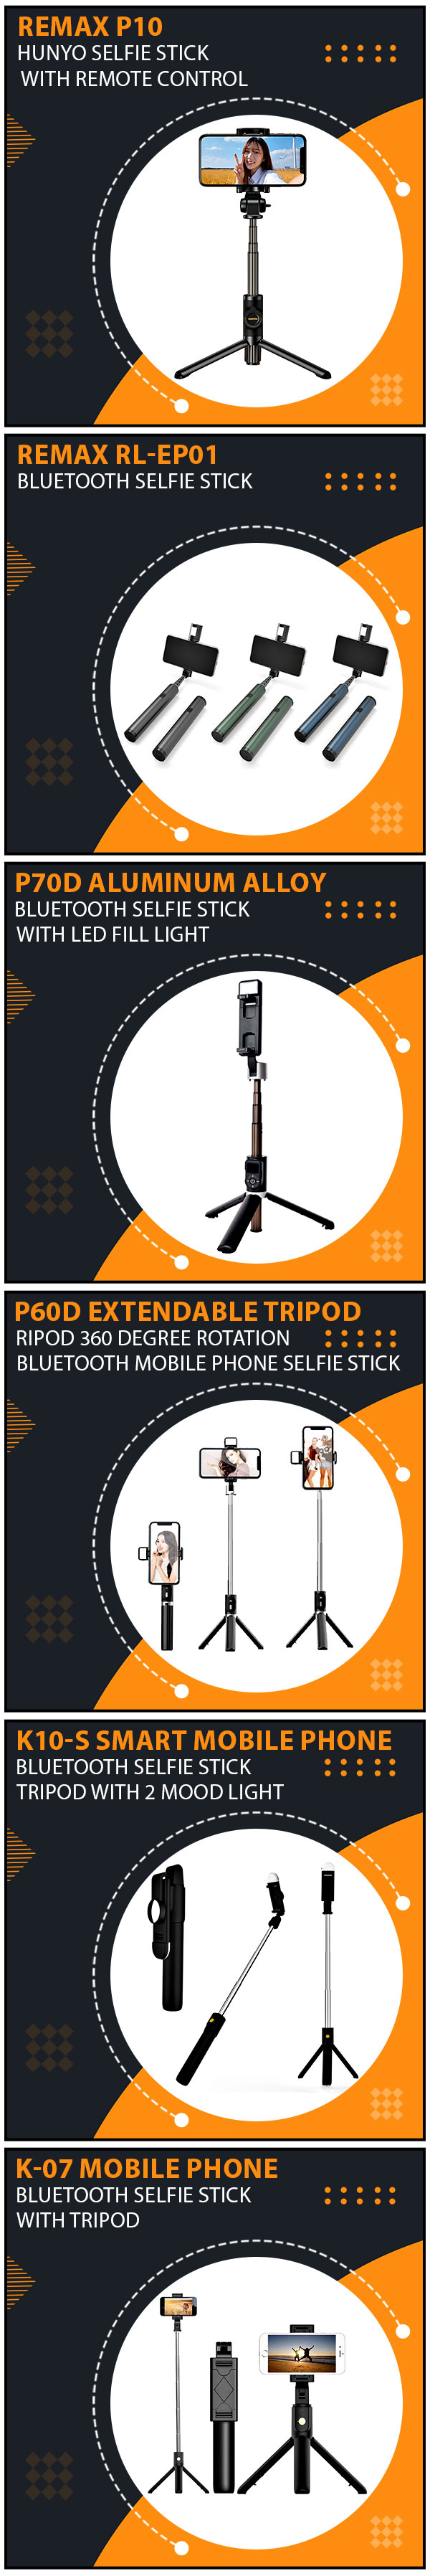 REMAX P10
HUNYO SELFIE STICK
WITH REMOTE CONTROL
REMAX RL-EP01
BLUETOOTH SELFIE STICK
P70D ALUMINUM ALLOY
BLUETOOTH SELFIE STICK
WITH LED FILL LIGHT
P60D EXTENDABLE TRIPOD
RIPOD 360 DEGREE ROTATION
BLUETOOTH MOBILE PHONE SELFIE STICK
K10-S SMART MOBILE PHONE
BLUETOOTH SELFIE STICK
TRIPOD WITH 2 MOOD LIGHT
K-07 MOBILE PHONE
BLUETOOTH SELFIE STICK
WITH TRIPOD